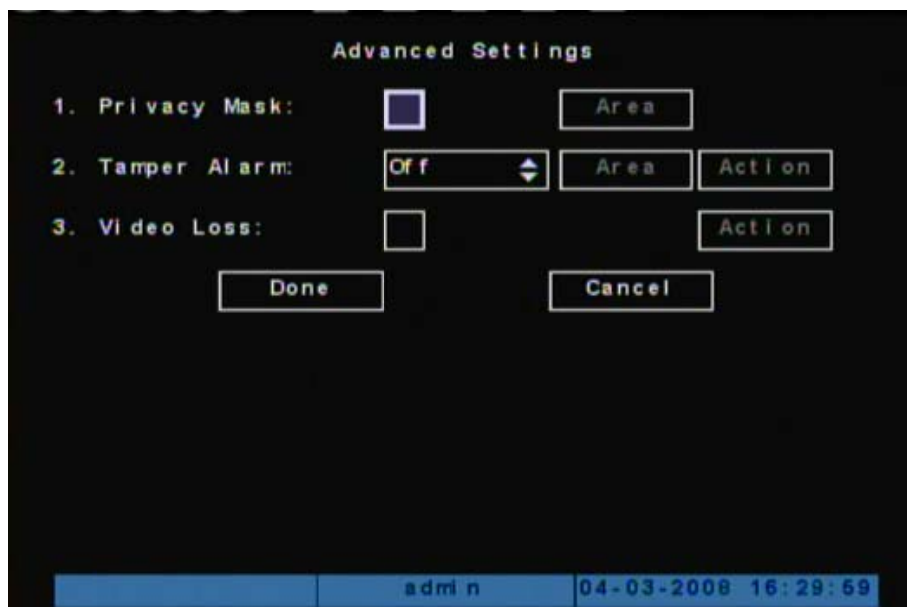 Advanced Settings
1. Privacy Mask: Area
2. Tamper Alarm: Off Area Action
3. Video Loss: Action
Done Cancel
admin 04-03-2008 16:29:59